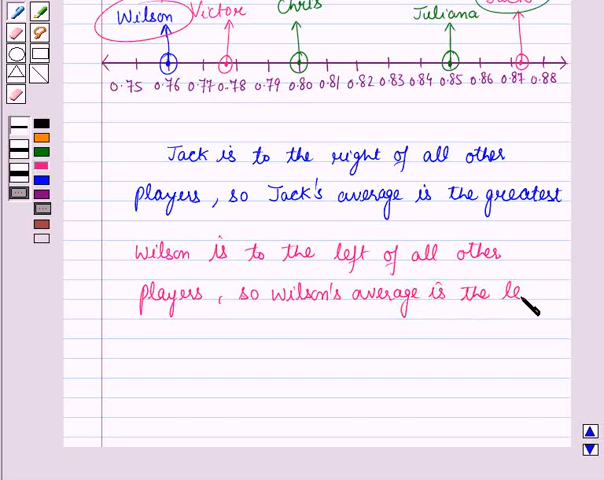 Wilson Victor Chris Juliana Jack
0.75 0.76 0.77 0.78 0.79 0.80 0.81 0.82 0.83 0.84 0.85 0.86 0.87 0.88
Jack is to the right of all other
players, so Jack's average is the greatest
Wilson is to the left of all other
players, so Wilson's average is the le